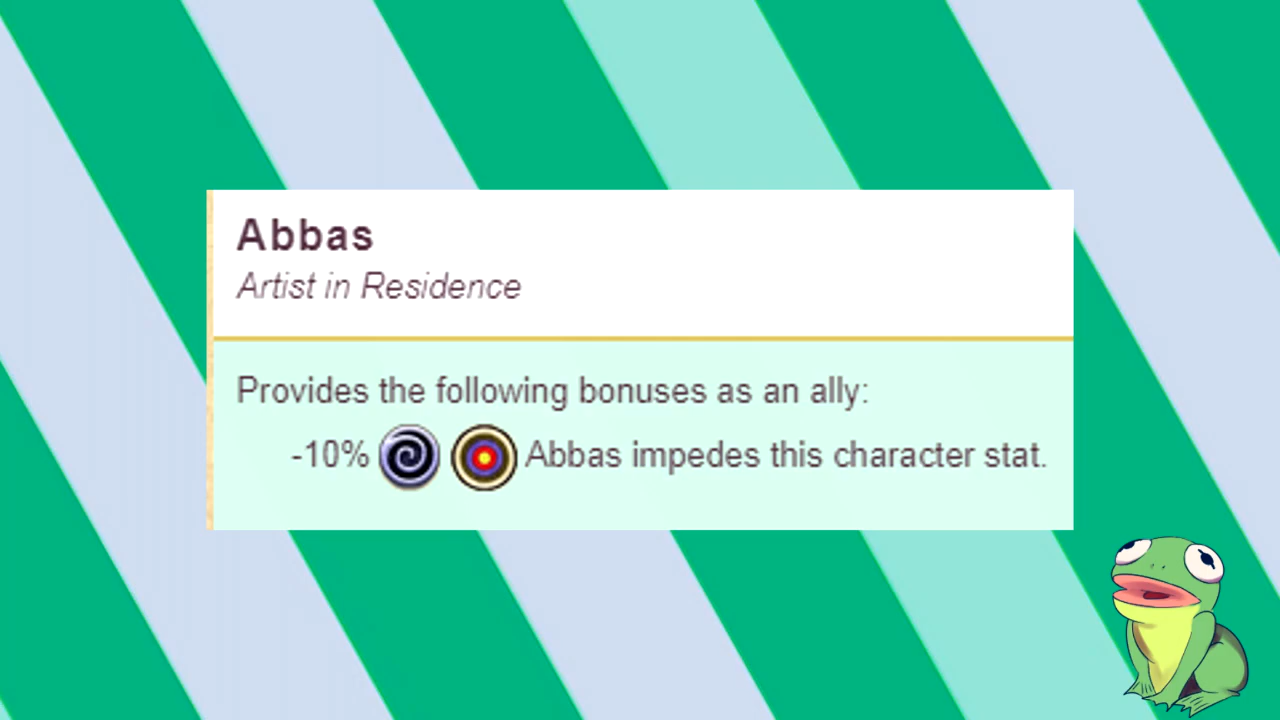 Abbas
Artist in Residence
Provides the following bonuses as an ally:
-10% Abbas impedes this character stat.